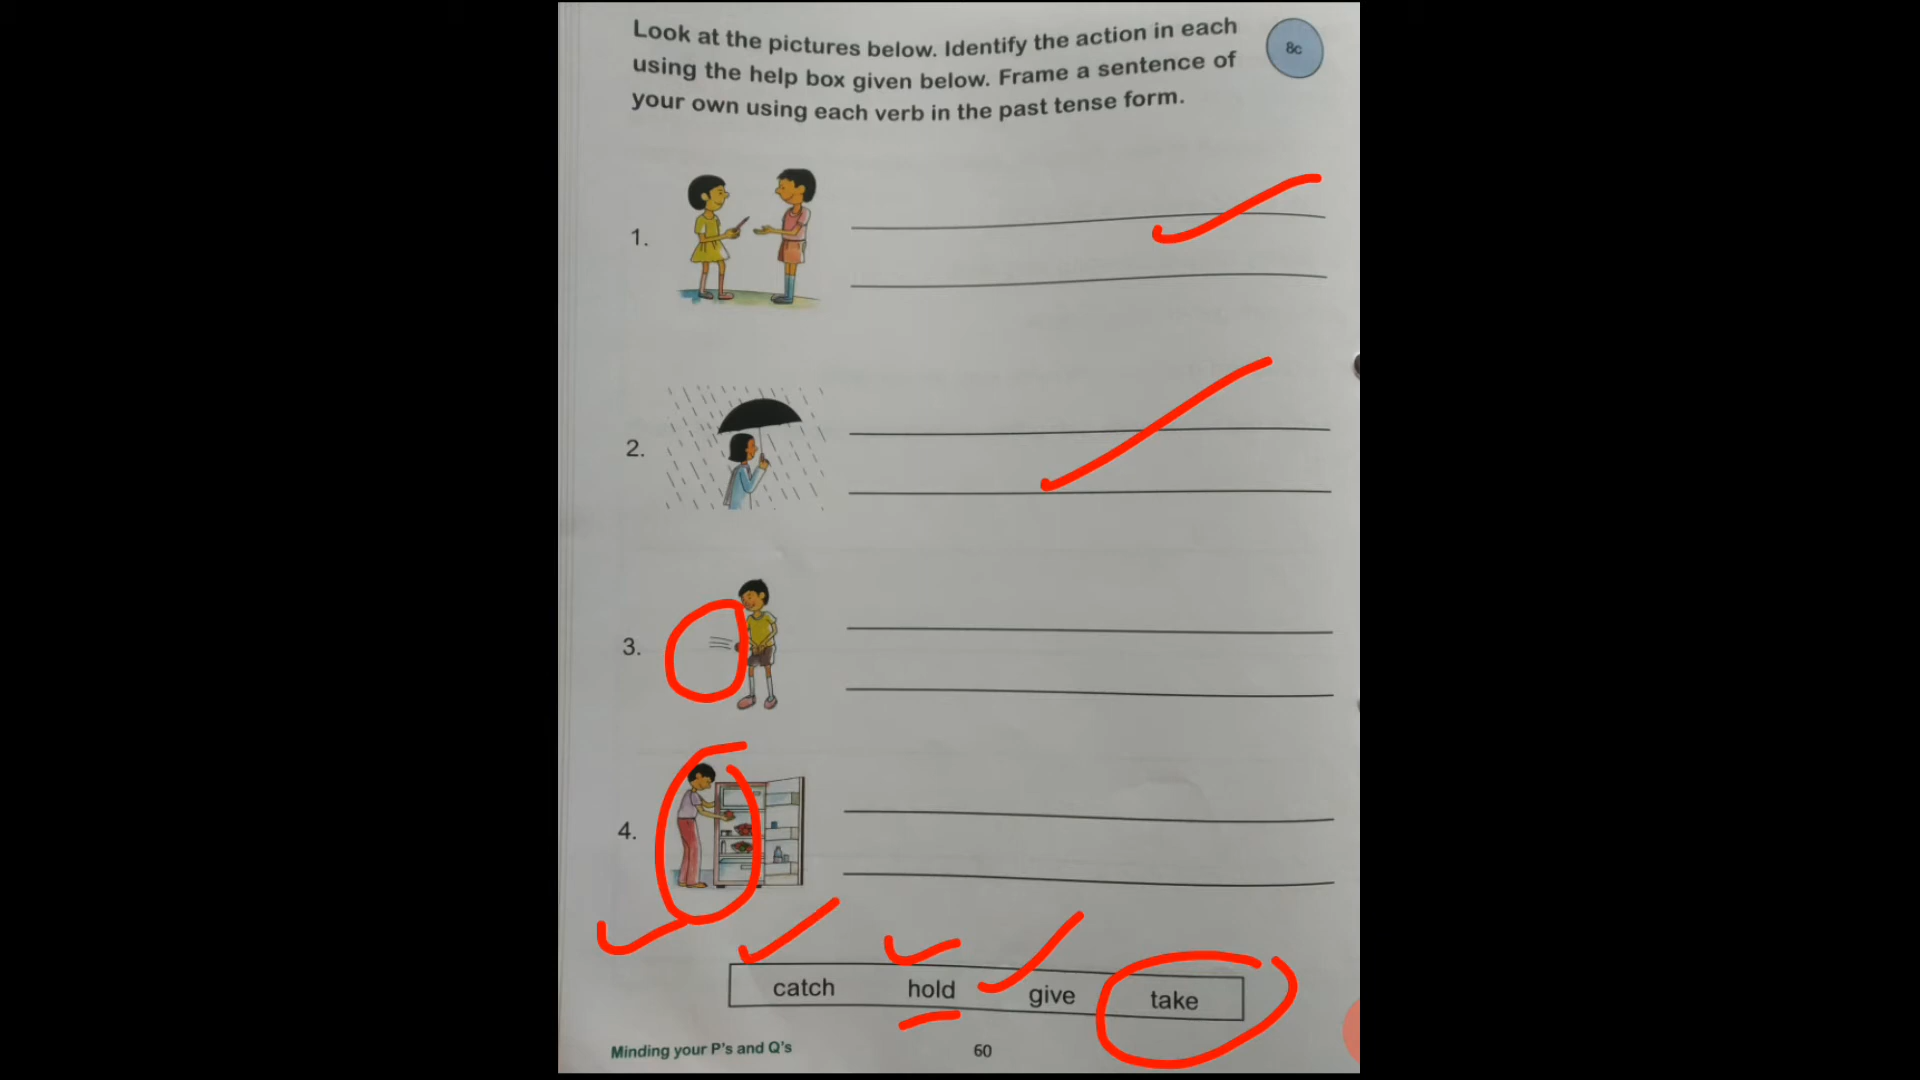 Look at the pictures below. Identify the action in each
using the help box given below. Frame a sentence of
your own using each verb in the past tense form.
8c
1.
2.
3.
4.
catch hold give take
Minding your P's and Q's
60